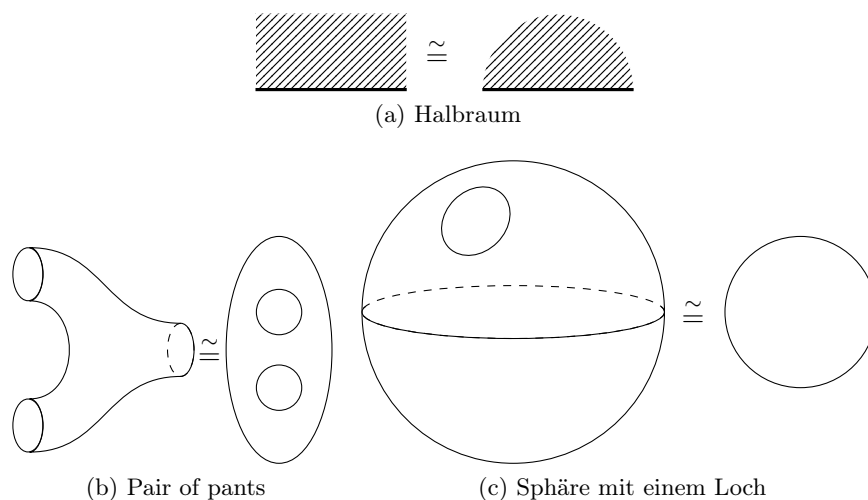 ≅
(a) Halbraum
≅
≅
(b) Pair of pants
(c) Sphäre mit einem Loch